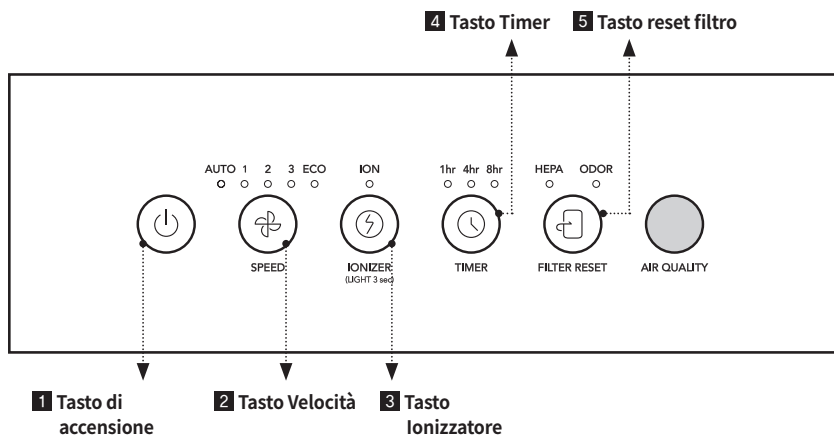 4 Tasto Timer
5 Tasto reset filtro
AUTO 1 2 3 ECO
ION
1hr 4hr 8hr
HEPA ODOR
SPEED
IONIZER
(LIGHT 3 sec)
TIMER
FILTER RESET
AIR QUALITY
1 Tasto di
accensione
2 Tasto Velocità
3 Tasto
Ionizzatore